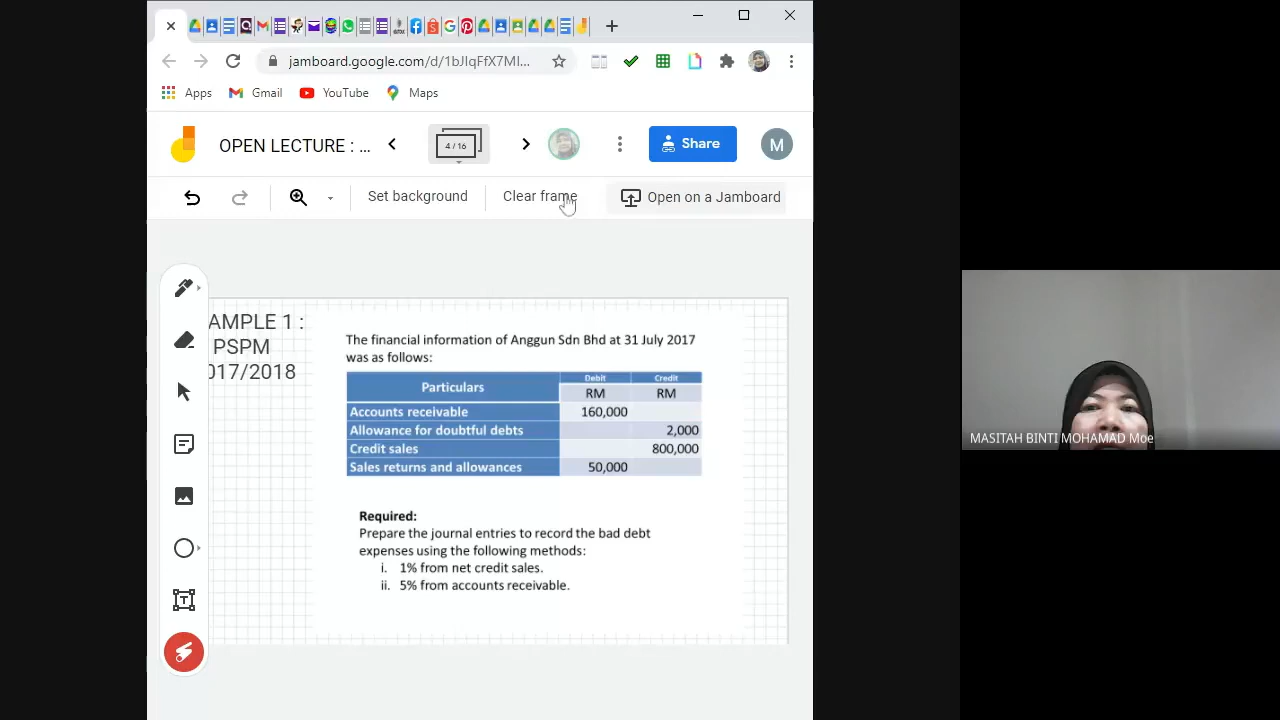 jamboard.google.com/d/1bJIqFfX7MI...
Apps
Gmail
YouTube
Maps
OPEN LECTURE : ...
4 / 16
Share
M
Set background
Clear frame
Open on a Jamboard
AMPLE 1 :
PSPM
017/2018
The financial information of Anggun Sdn Bhd at 31 July 2017
was as follows:
Particulars Debit Credit
RM RM
Accounts receivable 160,000
Allowance for doubtful debts 2,000
Credit sales 800,000
Sales returns and allowances 50,000
Required:
Prepare the journal entries to record the bad debt
expenses using the following methods:
i. 1% from net credit sales.
ii. 5% from accounts receivable.
MASITAH BINTI MOHAMAD Moe